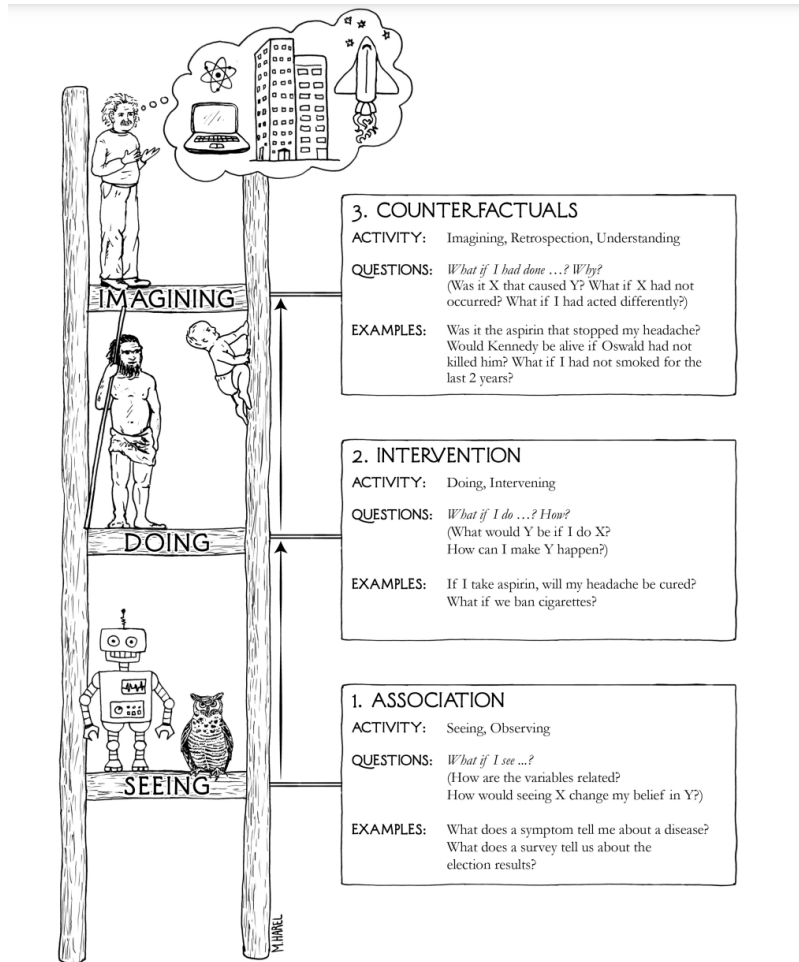 IMAGINING
3. COUNTERFACTUALS
ACTIVITY: Imagining, Retrospection, Understanding
QUESTIONS: What if I had done …? Why?
(Was it X that caused Y? What if X had not
occurred? What if I had acted differently?)
EXAMPLES: Was it the aspirin that stopped my headache?
Would Kennedy be alive if Oswald had not
killed him? What if I had not smoked for the
last 2 years?
DOING
2. INTERVENTION
ACTIVITY: Doing, Intervening
QUESTIONS: What if I do …? How?
(What would Y be if I do X?
How can I make Y happen?)
EXAMPLES: If I take aspirin, will my headache be cured?
What if we ban cigarettes?
SEEING
1. ASSOCIATION
ACTIVITY: Seeing, Observing
QUESTIONS: What if I see ...?
(How are the variables related?
How would seeing X change my belief in Y?)
EXAMPLES: What does a symptom tell me about a disease?
What does a survey tell us about the
election results?
M.HAREL